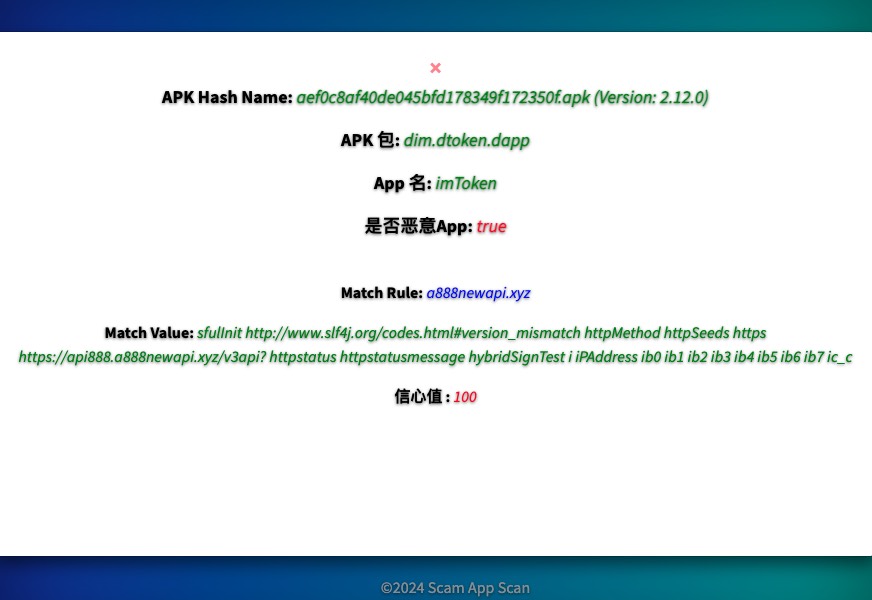 ×
APK Hash Name: aef0c8af40de045bfd178349f172350f.apk (Version: 2.12.0)
APK 包: dim.dtoken.dapp
App 名: imToken
是否恶意App: true
Match Rule: a888newapi.xyz
Match Value: sfulInit http://www.slf4j.org/codes.html#version_mismatch httpMethod httpSeeds https
https://api888.a888newapi.xyz/v3api? httpstatus httpstatusmessage hybridSignTest i iPAddress ib0 ib1 ib2 ib3 ib4 ib5 ib6 ib7 ic_c
信心值 : 100
©2024 Scam App Scan